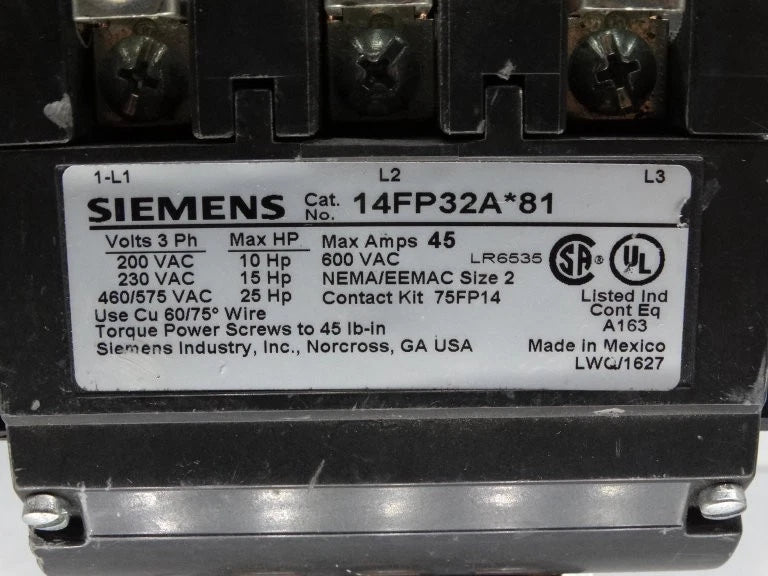 1-L1 L2 L3
SIEMENS Cat. No. 14FP32A*81
Volts 3 Ph Max HP Max Amps 45
200 VAC 10 Hp 600 VAC LR6535 SA ® UL
230 VAC 15 Hp NEMA/EEMAC Size 2
460/575 VAC 25 Hp Contact Kit 75FP14 Listed Ind
Use Cu 60/75° Wire Cont Eq
Torque Power Screws to 45 lb-in A163
Siemens Industry, Inc., Norcross, GA USA Made in Mexico
LWQ/1627